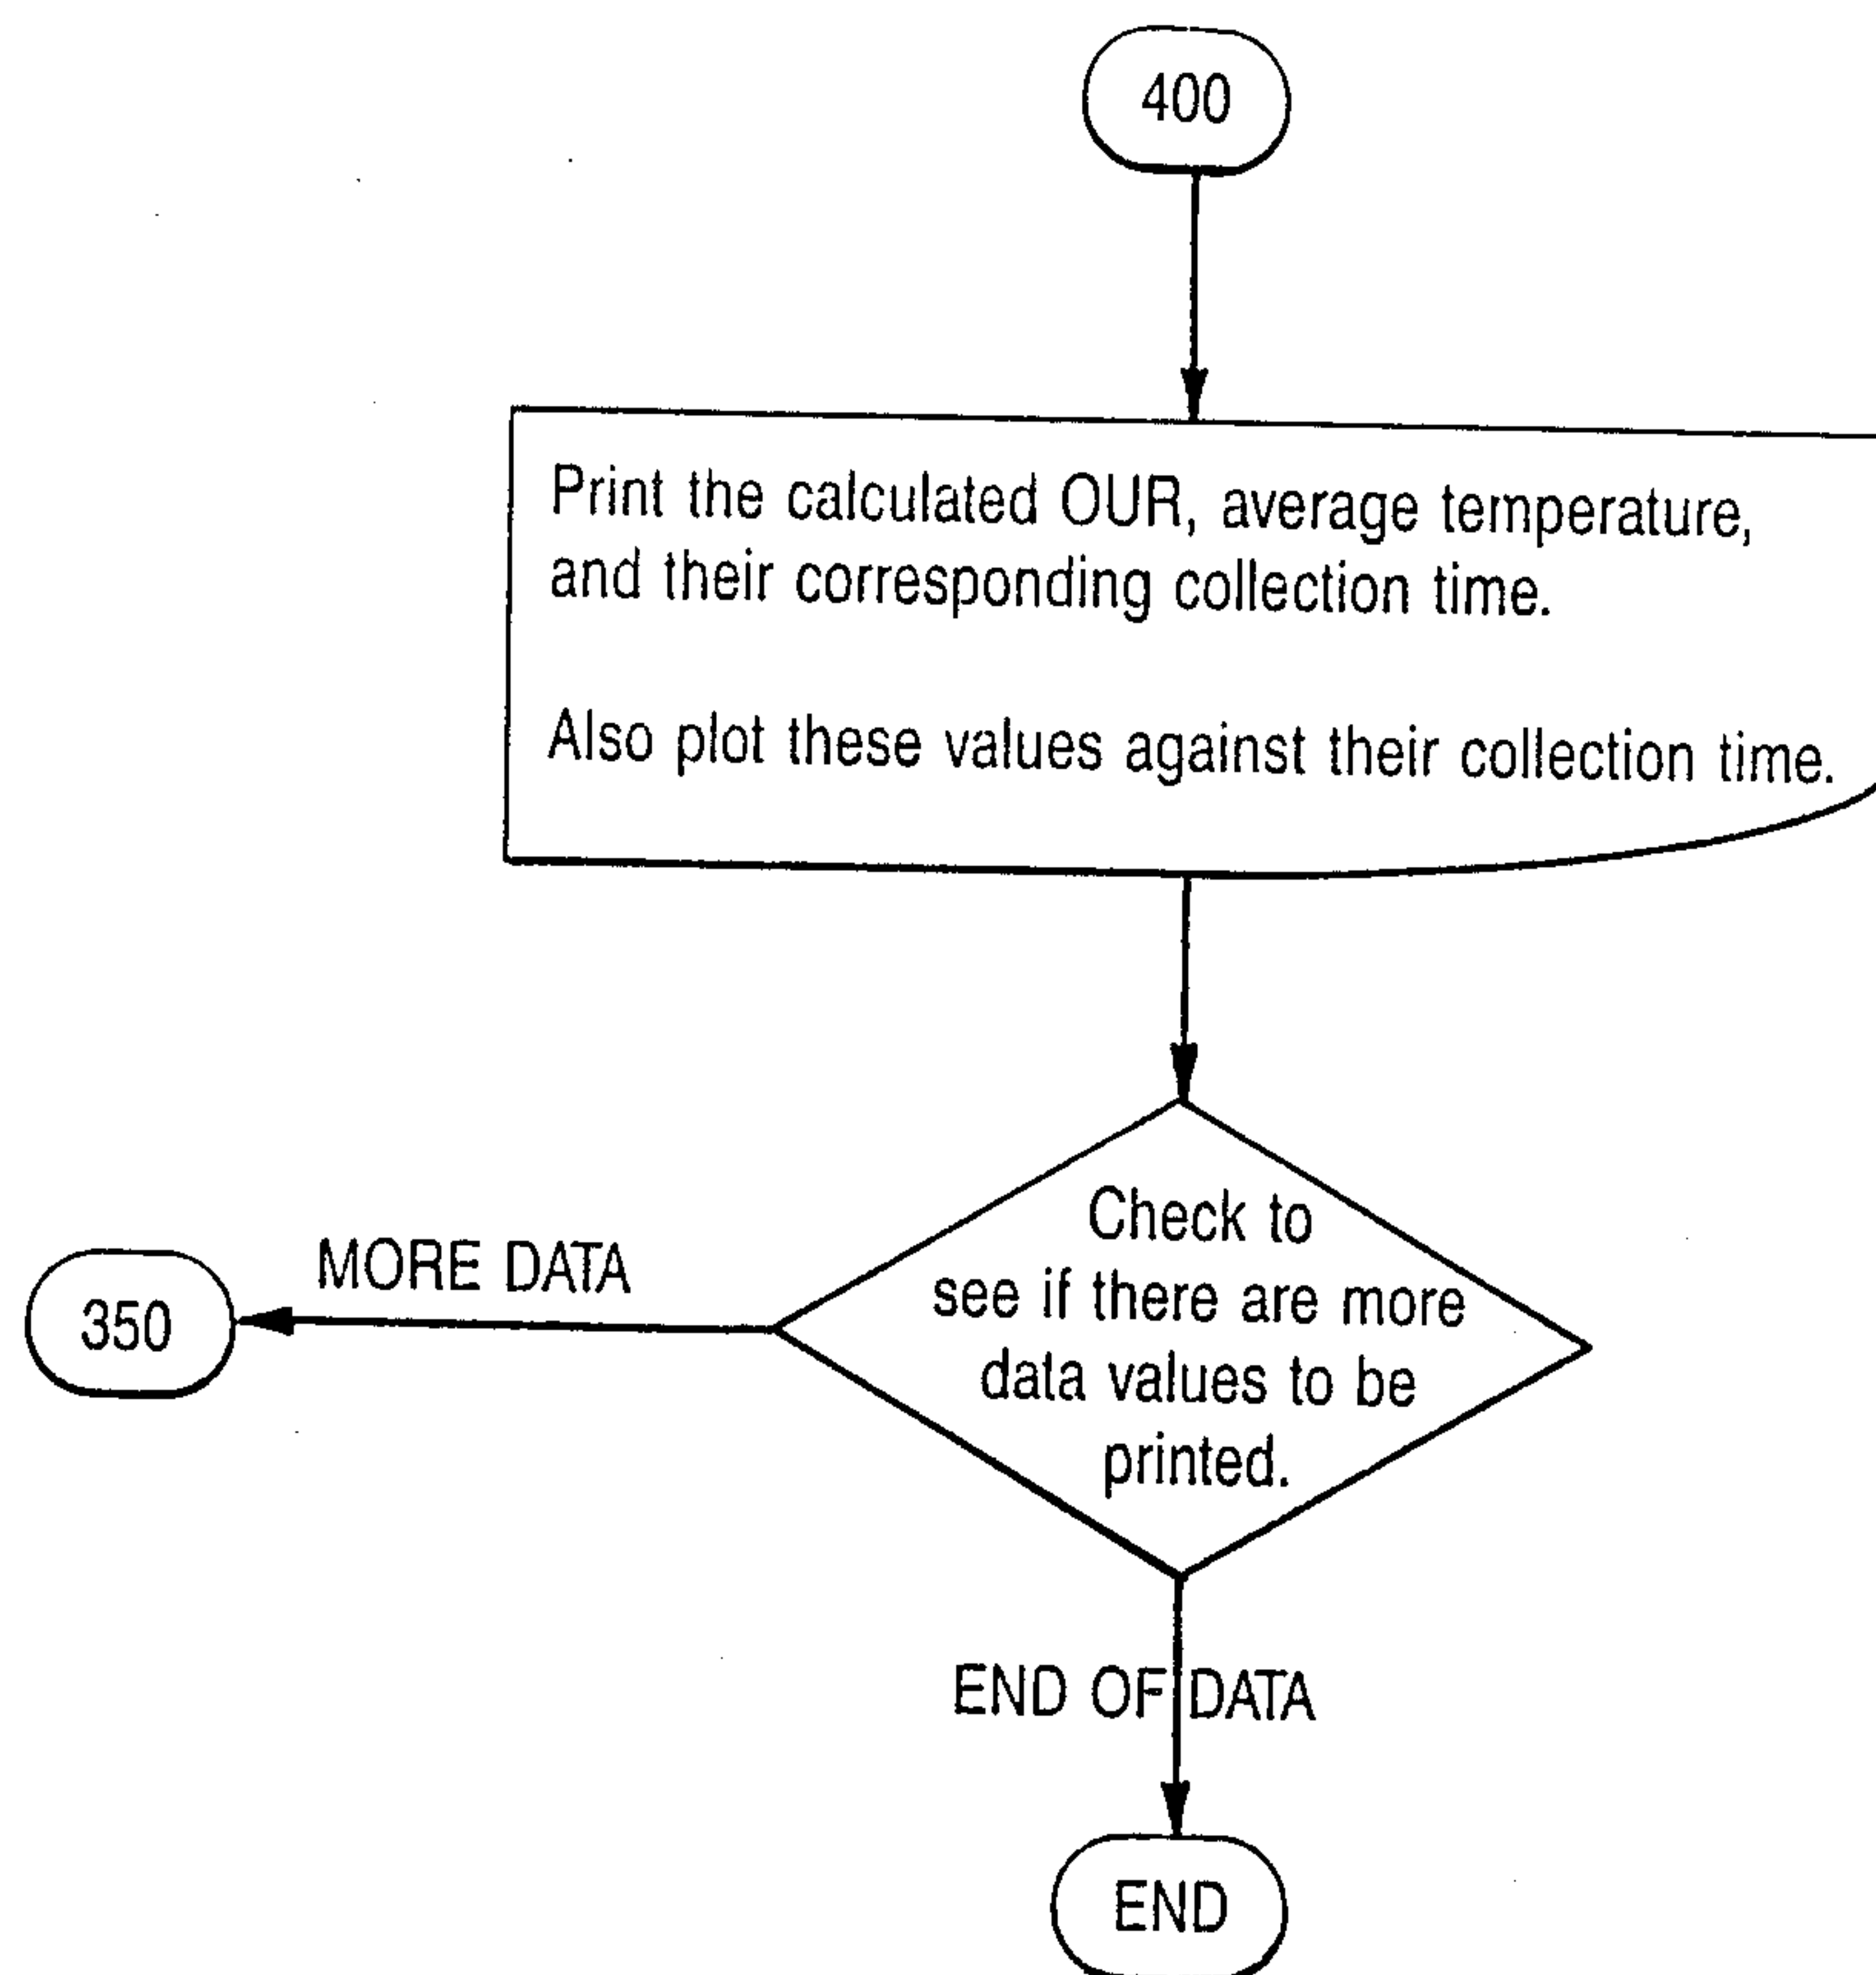 400
Print the calculated OUR, average temperature,
and their corresponding collection time.
Also plot these values against their collection time.
Check to
see if there are more
data values to be
printed.
MORE DATA
350
END OF DATA
END